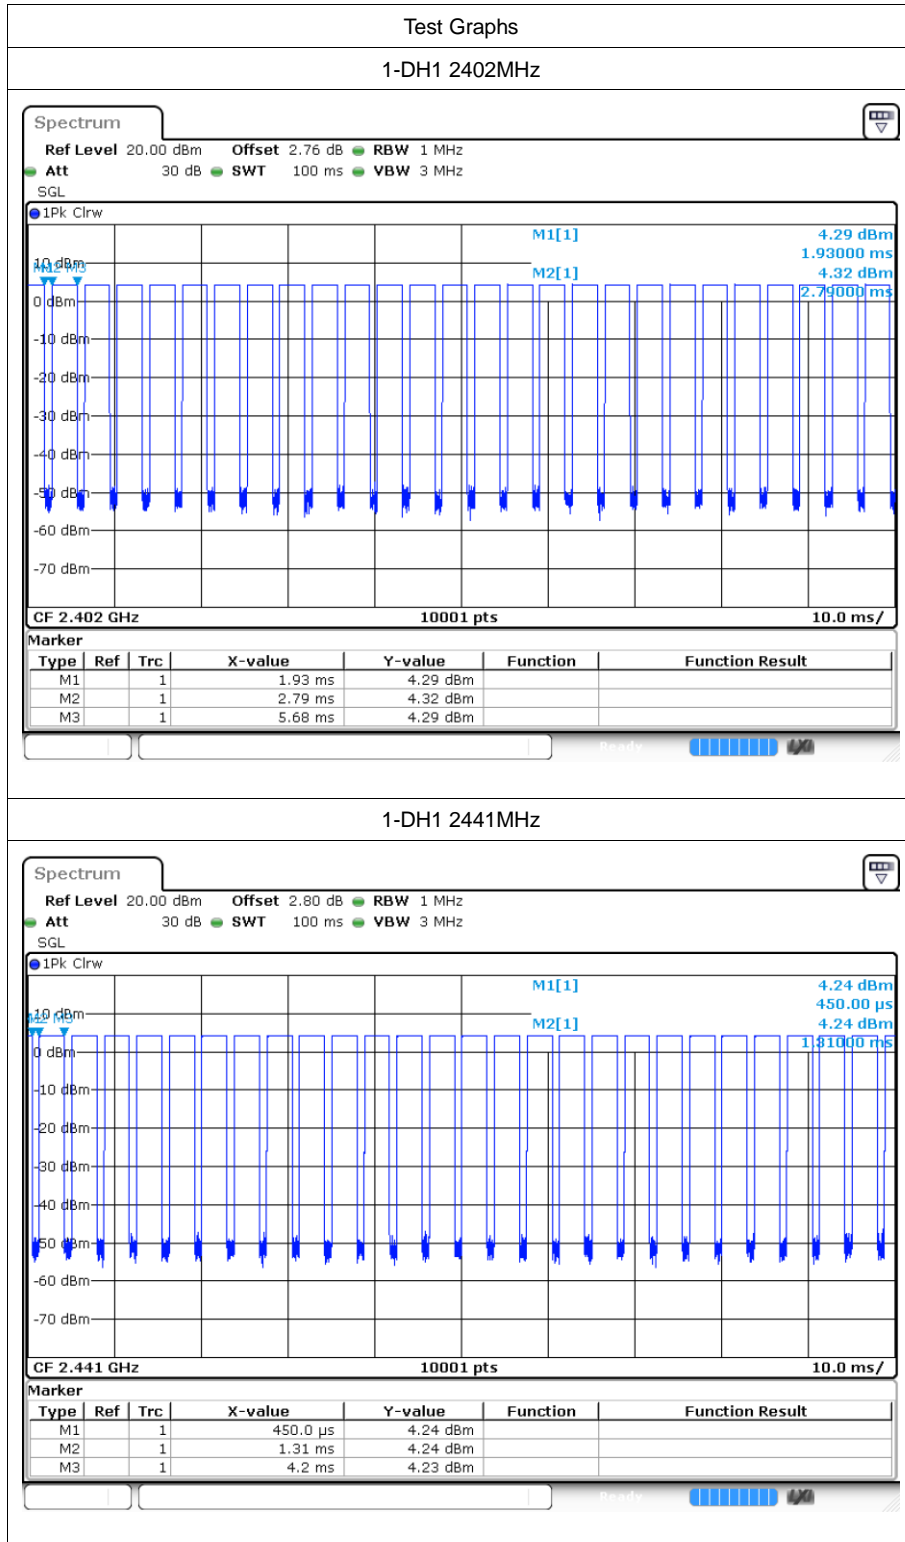 Test Graphs
1-DH1 2402MHz
Spectrum
Ref Level 20.00 dBm Offset 2.76 dB RBW 1 MHz
Att 30 dB SWT 100 ms VBW 3 MHz
SGL
1Pk Clrw
M1[1] 4.29 dBm
1.93000 ms
10 dBm
M1 M2 M3
M2[1] 4.32 dBm
2.79000 ms
0 dBm
-10 dBm
-20 dBm
-30 dBm
-40 dBm
-50 dBm
-60 dBm
-70 dBm
CF 2.402 GHz 10001 pts 10.0 ms/
Marker
Type Ref Trc X-value Y-value Function Function Result
M1 1 1.93 ms 4.29 dBm
M2 1 2.79 ms 4.32 dBm
M3 1 5.68 ms 4.29 dBm
Ready LXI
1-DH1 2441MHz
Spectrum
Ref Level 20.00 dBm Offset 2.80 dB RBW 1 MHz
Att 30 dB SWT 100 ms VBW 3 MHz
SGL
1Pk Clrw
M1[1] 4.24 dBm
450.00 µs
10 dBm
M2 M3
M2[1] 4.24 dBm
1.31000 ms
0 dBm
-10 dBm
-20 dBm
-30 dBm
-40 dBm
-50 dBm
-60 dBm
-70 dBm
CF 2.441 GHz 10001 pts 10.0 ms/
Marker
Type Ref Trc X-value Y-value Function Function Result
M1 1 450.0 µs 4.24 dBm
M2 1 1.31 ms 4.24 dBm
M3 1 4.2 ms 4.23 dBm
Ready LXI